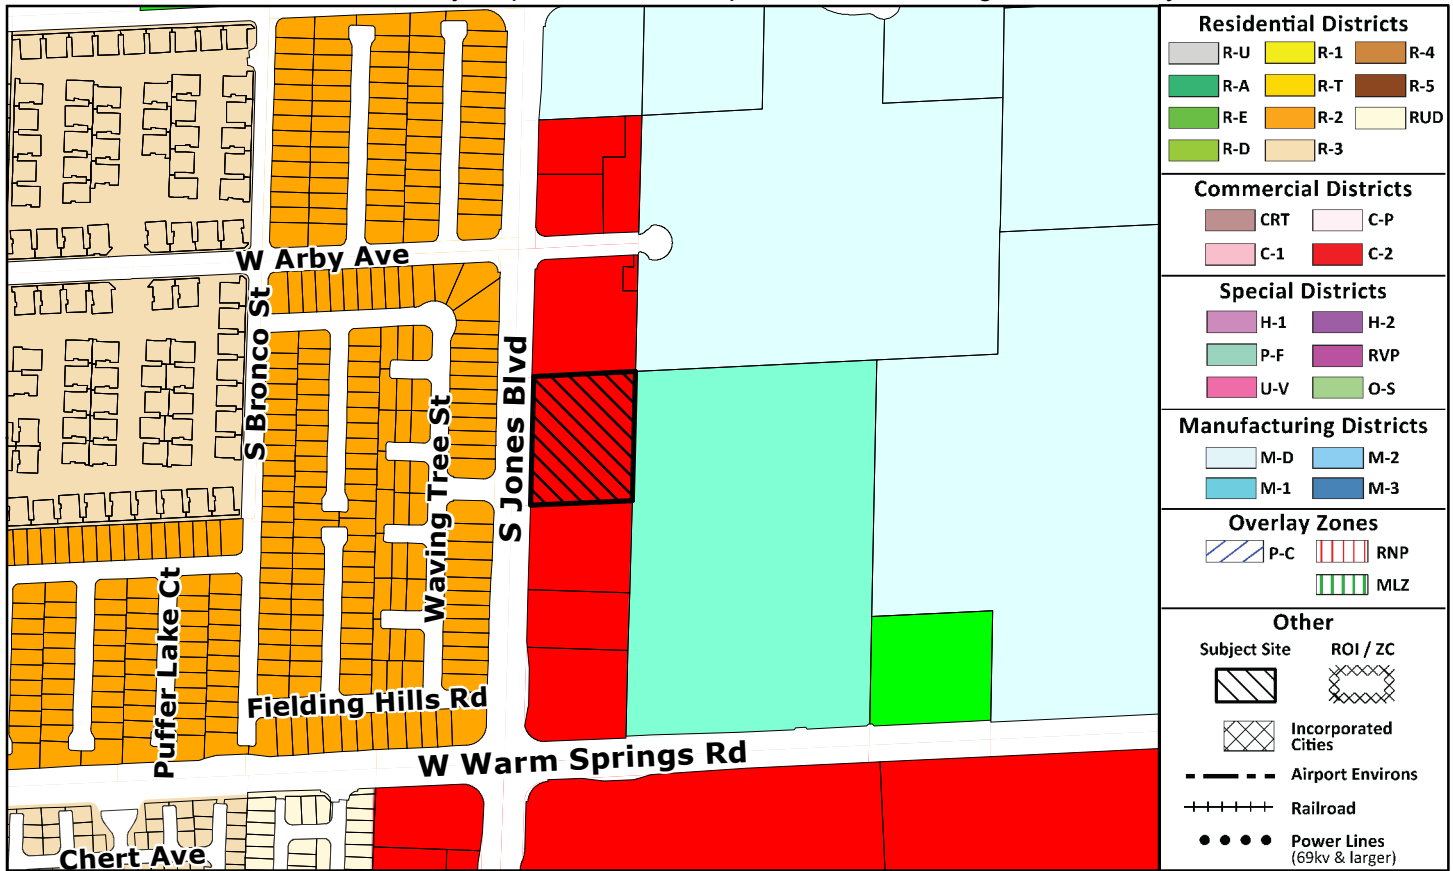 W Arby Ave
S Bronco St
S Jones Blvd
Waving Tree St
Puffer Lake Ct
Fielding Hills Rd
W Warm Springs Rd
Chert Ave
Residential Districts
R-U R-1 R-4
R-A R-T R-5
R-E R-2 RUD
R-D R-3
Commercial Districts
CRT C-P
C-1 C-2
Special Districts
H-1 H-2
P-F RVP
U-V O-S
Manufacturing Districts
M-D M-2
M-1 M-3
Overlay Zones
P-C RNP
MLZ
Other
Subject Site ROI / ZC
Incorporated
Cities
Airport Environs
Railroad
Power Lines
(69kv & larger)